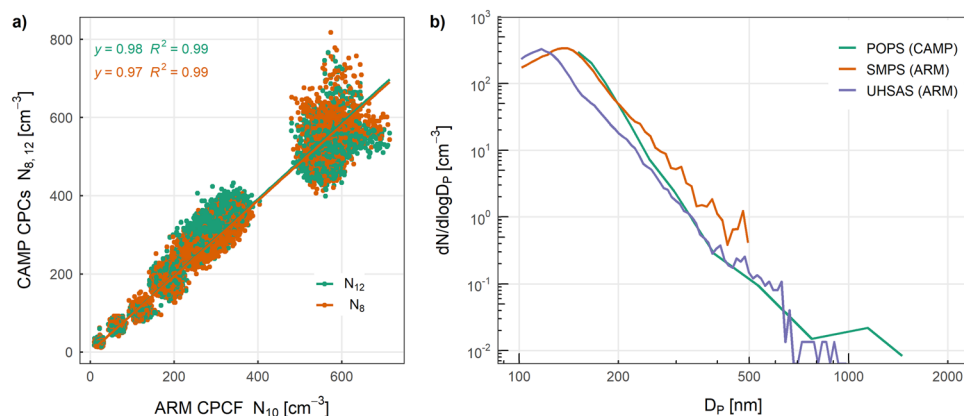 a)
y = 0.98 R² = 0.99
y = 0.97 R² = 0.99
CAMP CPCs N₈,₁₂ [cm⁻³]
800
600
400
200
0
N₁₂
N₈
0 200 400 600
ARM CPCF N₁₀ [cm⁻³]
b)
dN/dlogDₚ [cm⁻³]
10³
10²
10¹
10⁰
10⁻¹
10⁻²
POPS (CAMP)
SMPS (ARM)
UHSAS (ARM)
100 200 500 1000 2000
Dₚ [nm]